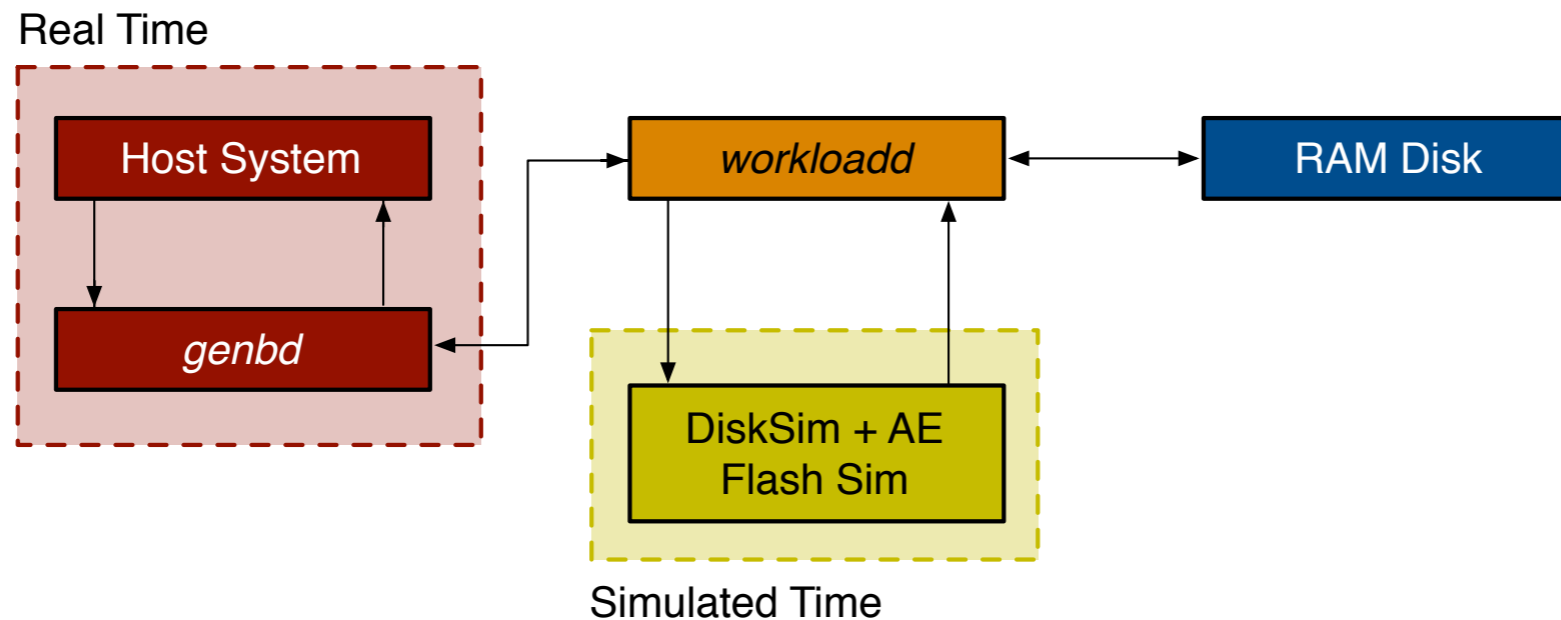 Real Time
Host System
workloadd
RAM Disk
genbd
DiskSim + AE
Flash Sim
Simulated Time